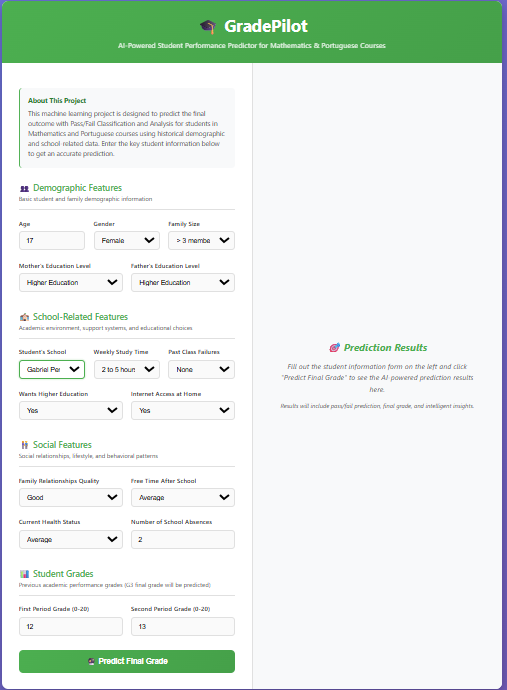 GradePilot
AI-Powered Student Performance Predictor for Mathematics & Portuguese Courses
About This Project
This machine learning project is designed to predict the final
outcome with Pass/Fail Classification and Analysis for students in
Mathematics and Portuguese courses using historical demographic
and school-related data. Enter the key student information below
to get an accurate prediction.
Demographic Features
Basic student and family demographic information
Age Gender Family Size
17 Female > 3 membe
Mother's Education Level Father's Education Level
Higher Education Higher Education
School-Related Features
Academic environment, support systems, and educational choices
Student's School Weekly Study Time Past Class Failures
Gabriel Per 2 to 5 hours None
Wants Higher Education Internet Access at Home
Yes Yes
Social Features
Social relationships, lifestyle, and behavioral patterns
Family Relationships Quality Free Time After School
Good Average
Current Health Status Number of School Absences
Average 2
Student Grades
Previous academic performance grades (G3 final grade will be predicted)
First Period Grade (0-20) Second Period Grade (0-20)
12 13
Predict Final Grade
Prediction Results
Fill out the student information form on the left and click
"Predict Final Grade" to see the AI-powered prediction results
here.
Results will include pass/fail prediction, final grade, and intelligent insights.